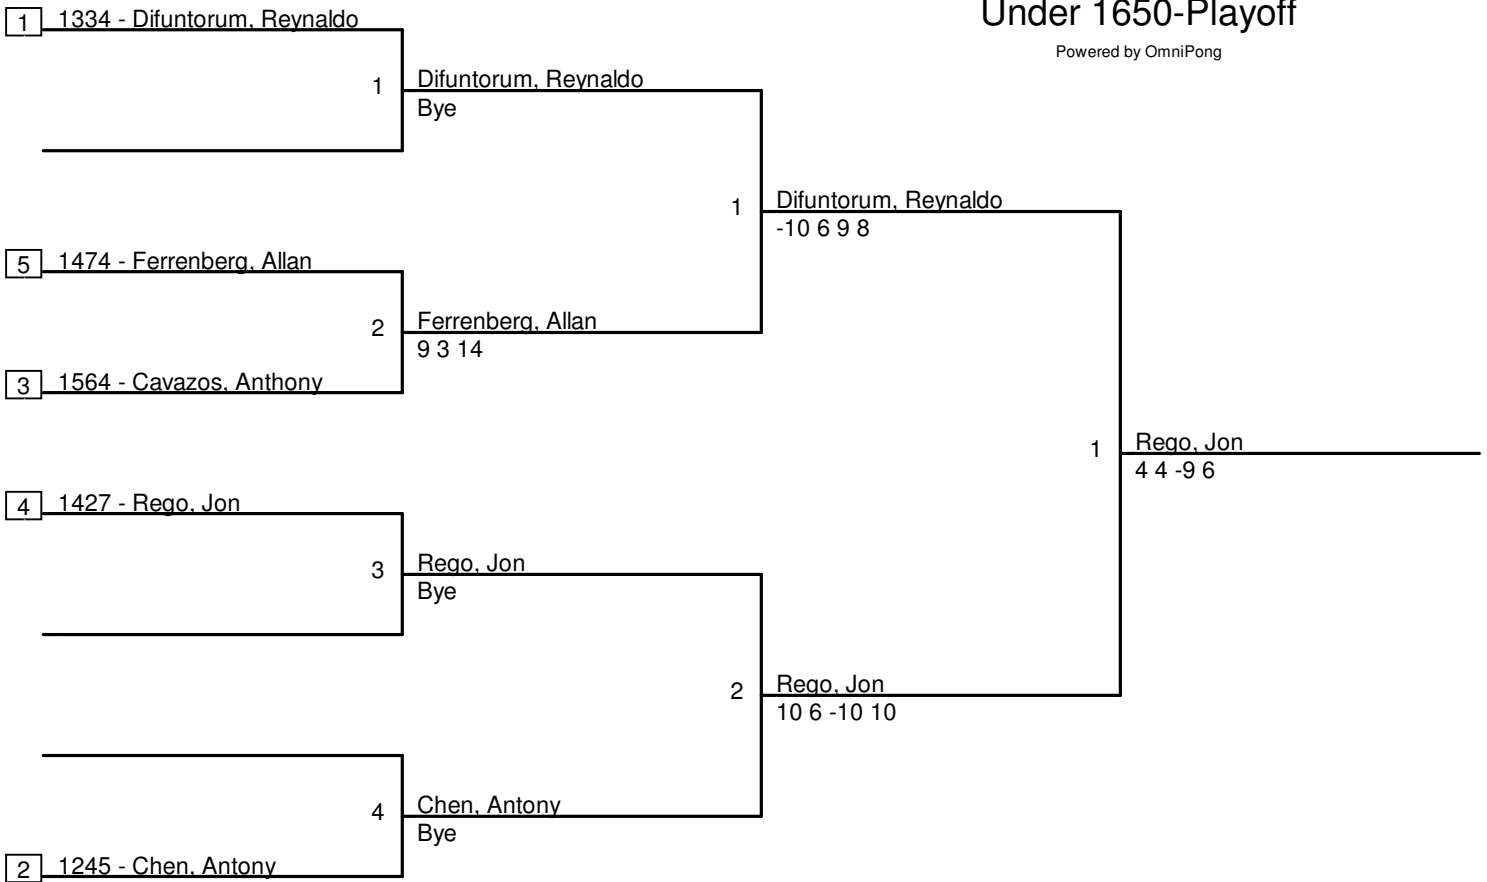 Under 1650-Playoff
Powered by OmniPong
1 1334 - Difuntorum, Reynaldo
1 Difuntorum, Reynaldo
Bye
1 Difuntorum, Reynaldo
-10 6 9 8
5 1474 - Ferrenberg, Allan
2 Ferrenberg, Allan
9 3 14
3 1564 - Cavazos, Anthony
1 Rego, Jon
4 4 -9 6
4 1427 - Rego, Jon
3 Rego, Jon
Bye
2 Rego, Jon
10 6 -10 10
4 Chen, Antony
Bye
2 1245 - Chen, Antony